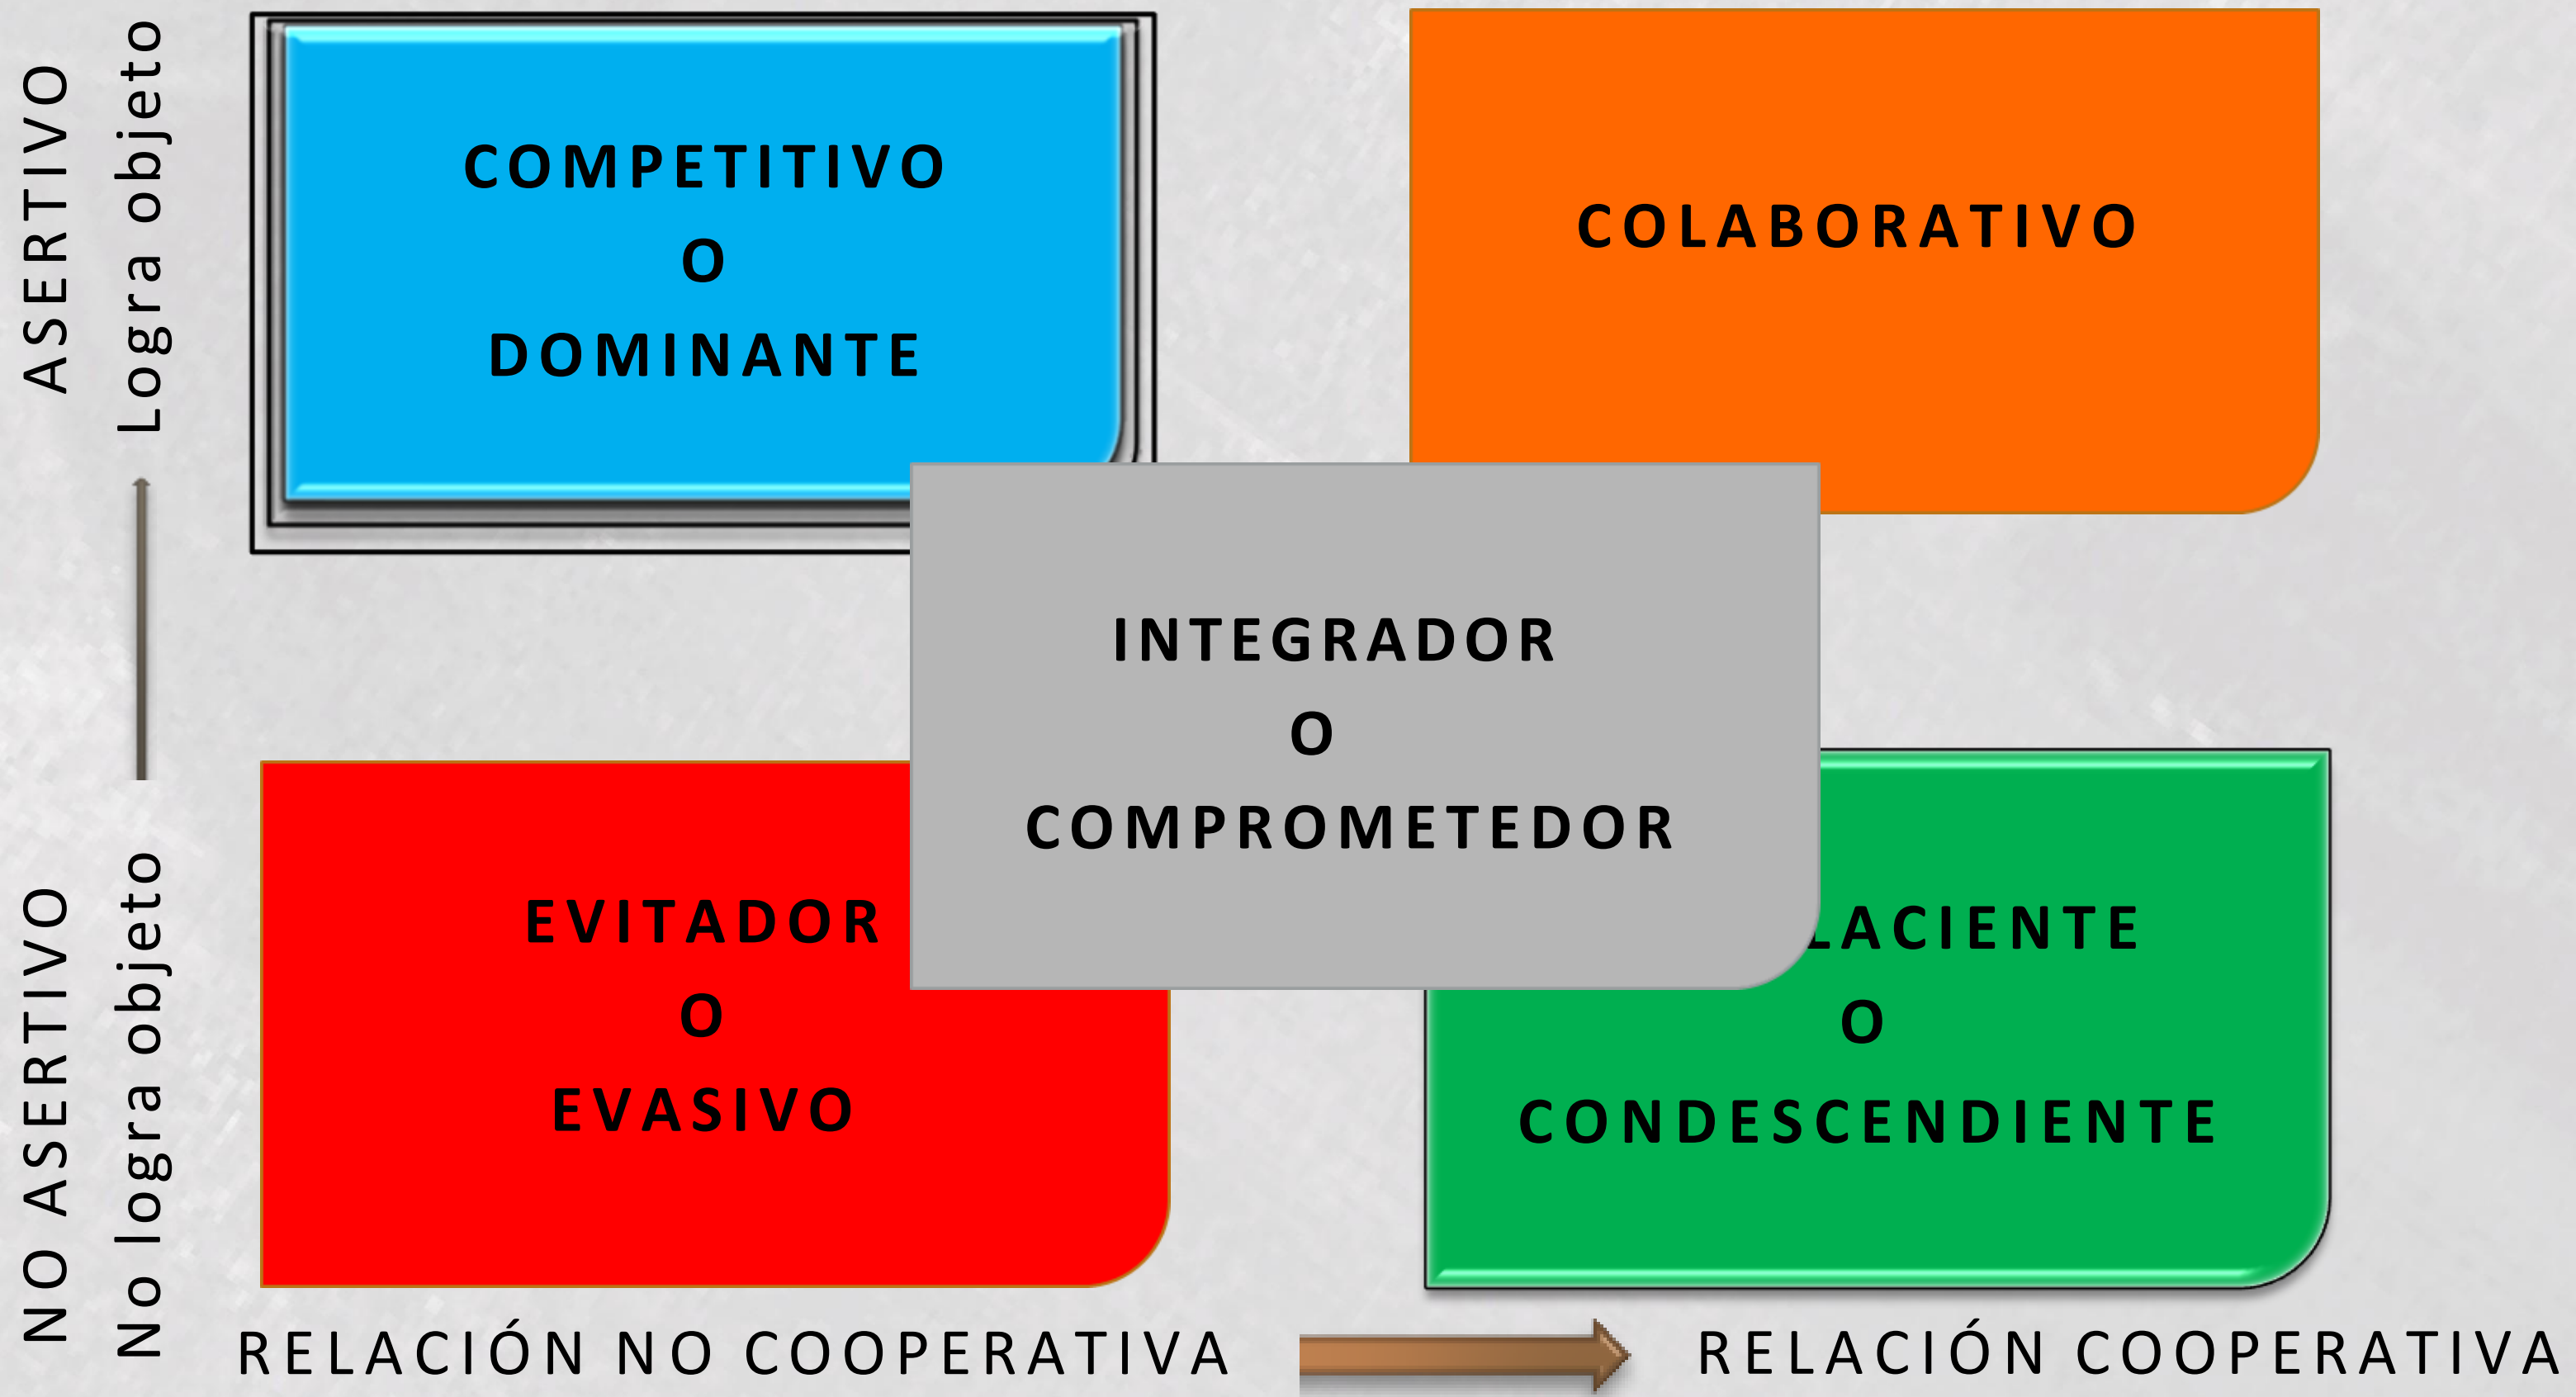 ASERTIVO
Logra objeto
COMPETITIVO
O
DOMINANTE
COLABORATIVO
INTEGRADOR
O
COMPROMETEDOR
NO ASERTIVO
No logra objeto
EVITADOR
O
EVASIVO
LACIENTE
O
CONDESCENDIENTE
RELACIÓN NO COOPERATIVA
RELACIÓN COOPERATIVA